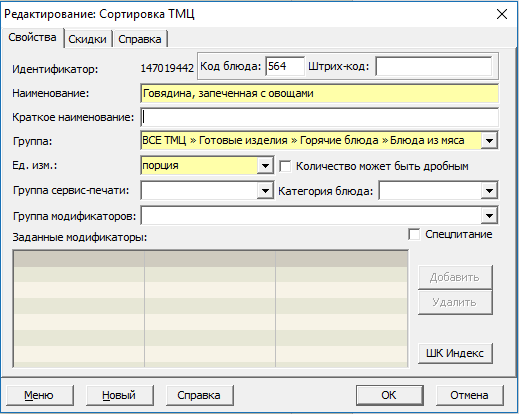 Редактирование: Сортировка ТМЦ
Свойства Скидки Справка
Идентификатор: 147019442 Код блюда: 564 Штрих-код:
Наименование: Говядина, запеченная с овощами
Краткое наименование:
Группа: ВСЕ ТМЦ » Готовые изделия » Горячие блюда » Блюда из мяса
Ед. изм.: порция Количество может быть дробным
Группа сервис-печати: Категория блюда:
Группа модификаторов:
Заданные модификаторы: Спецпитание
Добавить
Удалить
ШК Индекс
Меню Новый Справка ОК Отмена